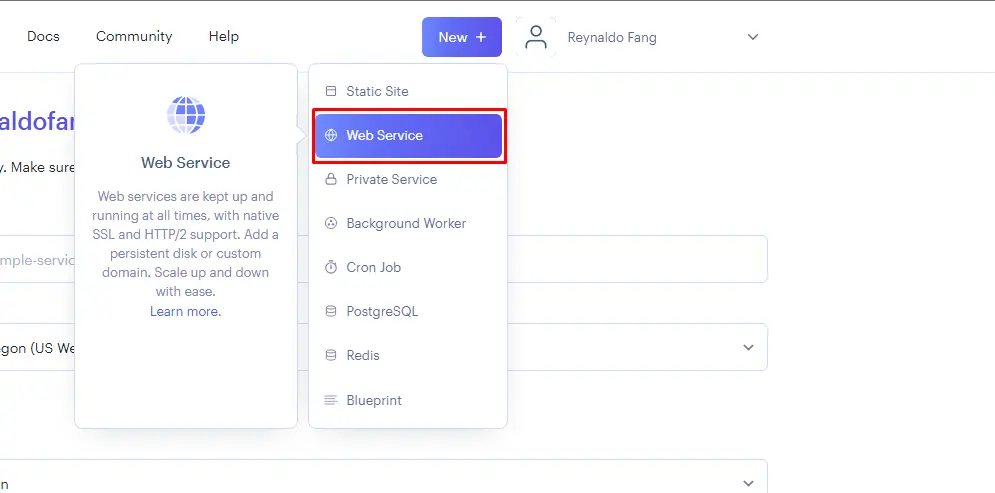 Docs
Community
Help
New +
Reynaldo Fang
Static Site
Web Service
Private Service
Background Worker
Cron Job
PostgreSQL
Redis
Blueprint
Web Service
Web services are kept up and
running at all times, with native
SSL and HTTP/2 support. Add a
persistent disk or custom
domain. Scale up and down
with ease.
Learn more.
aldofar
y. Make sure
mple-servic
gon (US We
n